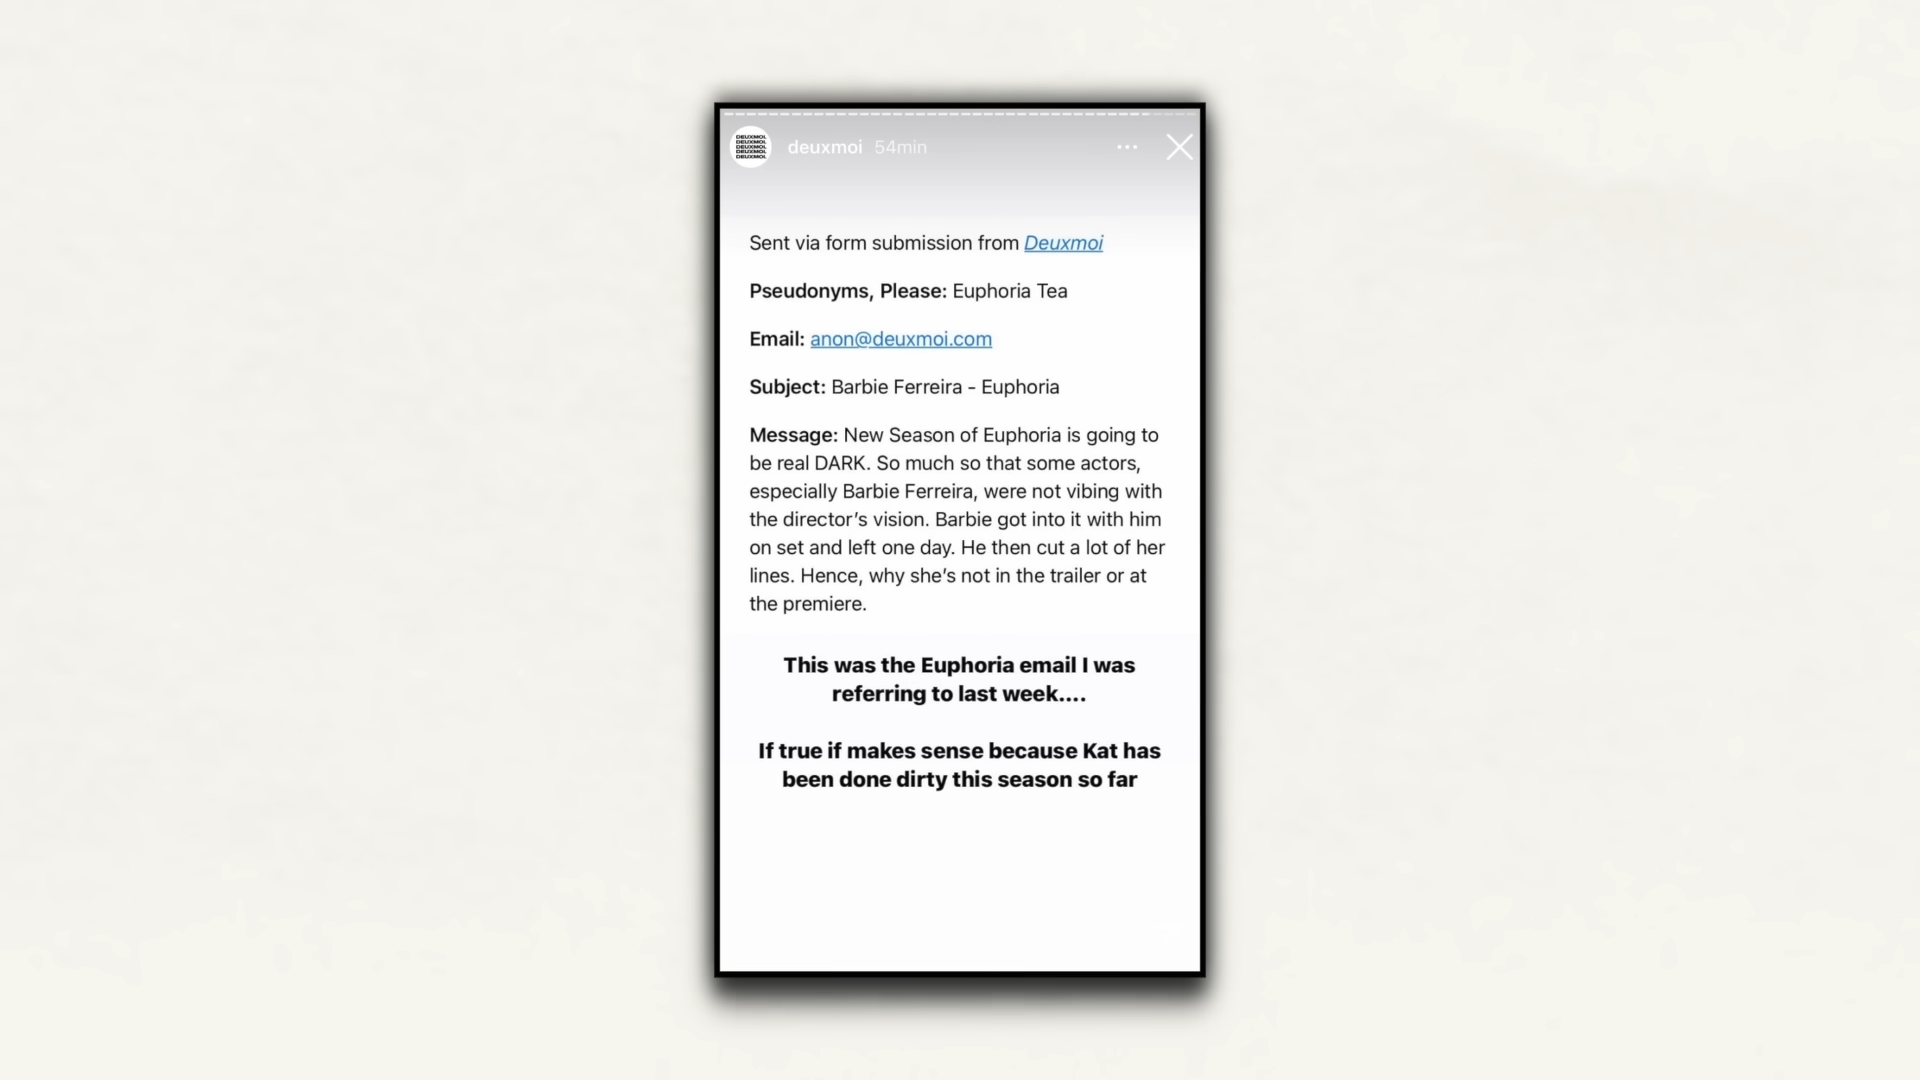 DEUXMOI
DEUXMOI
DEUXMOI
DEUXMOI
DEUXMOI
deuxmoi 54min
Sent via form submission from Deuxmoi
Pseudonyms, Please: Euphoria Tea
Email: anon@deuxmoi.com
Subject: Barbie Ferreira - Euphoria
Message: New Season of Euphoria is going to
be real DARK. So much so that some actors,
especially Barbie Ferreira, were not vibing with
the director's vision. Barbie got into it with him
on set and left one day. He then cut a lot of her
lines. Hence, why she's not in the trailer or at
the premiere.
This was the Euphoria email I was
referring to last week....
If true if makes sense because Kat has
been done dirty this season so far